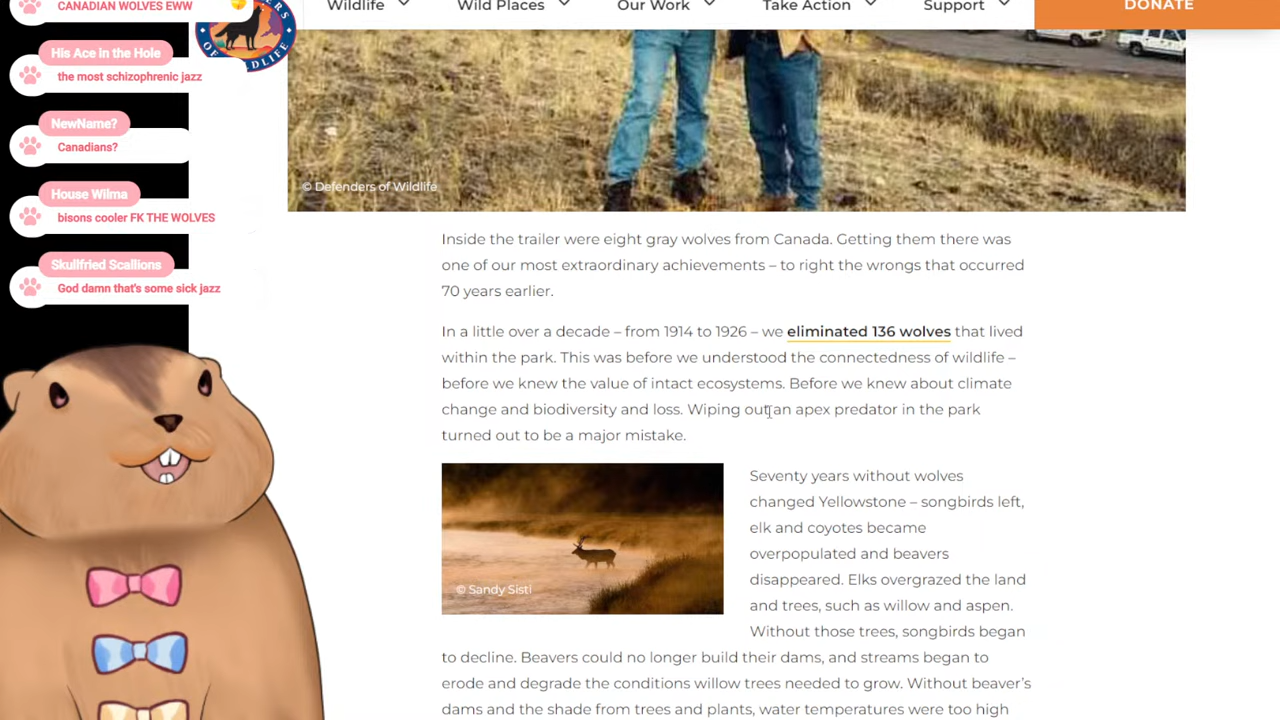 CANADIAN WOLVES EWW
His Ace in the Hole
the most schizophrenic jazz
NewName?
Canadians?
House Wilma
bisons cooler FK THE WOLVES
Skullfried Scallions
God damn that's some sick jazz
OF WILDLIFE
Wildlife
Wild Places
Our Work
Take Action
Support
DONATE
© Defenders of Wildlife
Inside the trailer were eight gray wolves from Canada. Getting them there was
one of our most extraordinary achievements – to right the wrongs that occurred
70 years earlier.
In a little over a decade – from 1914 to 1926 – we eliminated 136 wolves that lived
within the park. This was before we understood the connectedness of wildlife –
before we knew the value of intact ecosystems. Before we knew about climate
change and biodiversity and loss. Wiping out an apex predator in the park
turned out to be a major mistake.
© Sandy Sisti
Seventy years without wolves
changed Yellowstone – songbirds left,
elk and coyotes became
overpopulated and beavers
disappeared. Elks overgrazed the land
and trees, such as willow and aspen.
Without those trees, songbirds began
to decline. Beavers could no longer build their dams, and streams began to
erode and degrade the conditions willow trees needed to grow. Without beaver's
dams and the shade from trees and plants, water temperatures were too high